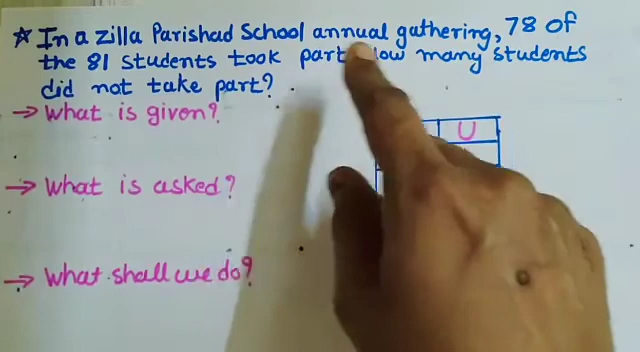 ☆ In a zilla Parishad School annual gathering, 78 of
the 81 students took part. How many students
did not take part?
→ What is given?
U
→ What is asked?
→ What shall we do?